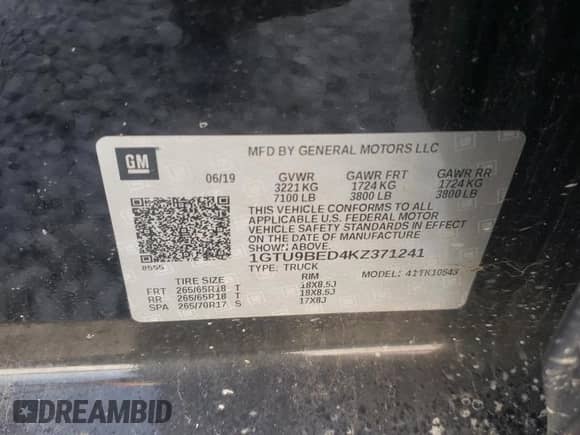 GM
MFD BY GENERAL MOTORS LLC
06/19 GVWR GAWR FRT GAWR RR
3221 KG 1724 KG 1724 KG
7100 LB 3800 LB 3800 LB
THIS VEHICLE CONFORMS TO ALL
APPLICABLE U.S. FEDERAL MOTOR
VEHICLE SAFETY STANDARDS IN EFFECT
ON THE DATE OF MANUFACTURE
SHOWN ABOVE.
8555
1GTU9BED4KZ371241
TYPE: TRUCK MODEL: 41TK10543
TIRE SIZE RIM
FRT 265/65R18 T 18X8.5J
RR 265/65R18 T 18X8.5J
SPA 265/70R17 S 17X8J
DREAMBID